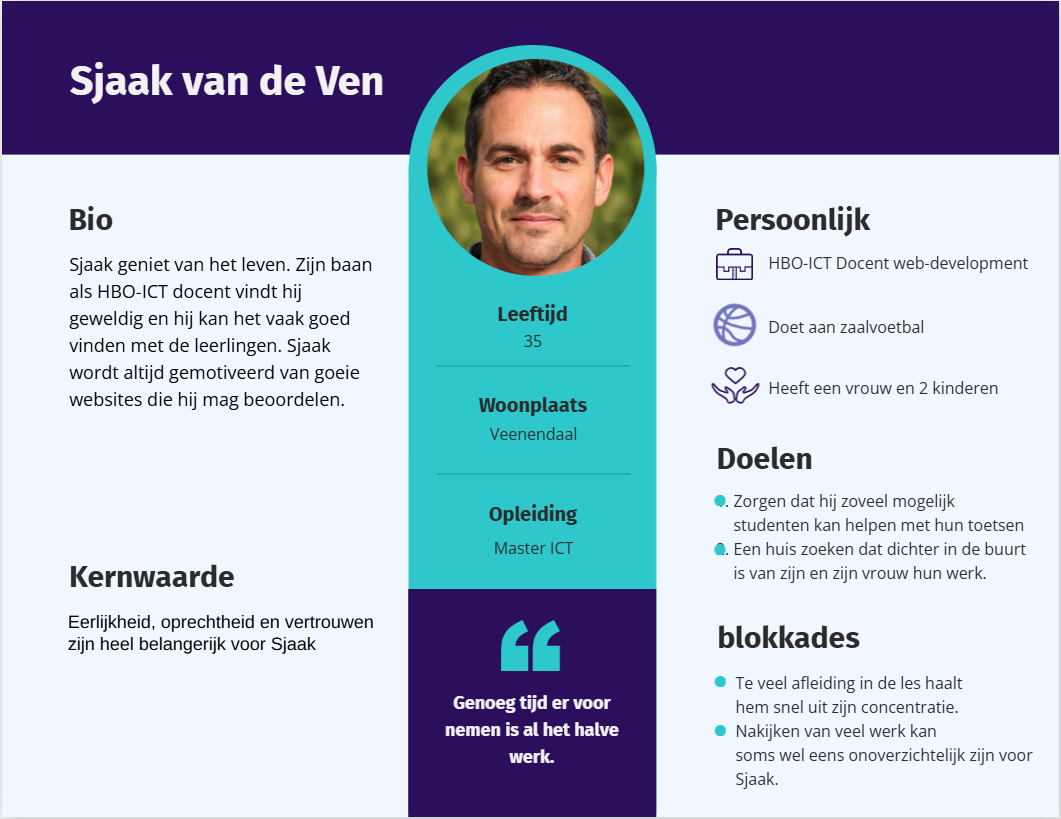 Sjaak van de Ven
Bio
Sjaak geniet van het leven. Zijn baan
als HBO-ICT docent vindt hij
geweldig en hij kan het vaak goed
vinden met de leerlingen. Sjaak
wordt altijd gemotiveerd van goeie
websites die hij mag beoordelen.
Kernwaarde
Eerlijkheid, oprechtheid en vertrouwen
zijn heel belangerijk voor Sjaak
Leeftijd
35
Woonplaats
Veenendaal
Opleiding
Master ICT
Genoeg tijd er voor
nemen is al het halve
werk.
Persoonlijk
HBO-ICT Docent web-development
Doet aan zaalvoetbal
Heeft een vrouw en 2 kinderen
Doelen
Zorgen dat hij zoveel mogelijk
studenten kan helpen met hun toetsen
Een huis zoeken dat dichter in de buurt
is van zijn en zijn vrouw hun werk.
blokkades
Te veel afleiding in de les haalt
hem snel uit zijn concentratie.
Nakijken van veel werk kan
soms wel eens onoverzichtelijk zijn voor
Sjaak.